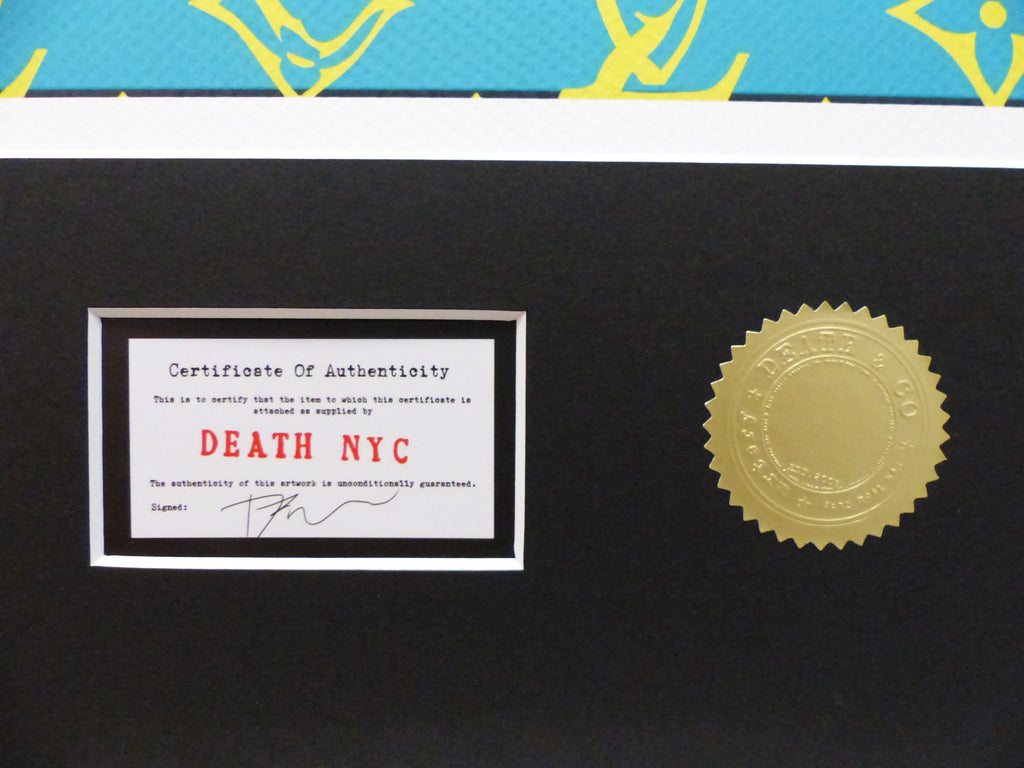 Certificate Of Authenticity
This is to certify that the item to which this certificate is
attached as supplied by
DEATH NYC
The authenticity of this artwork is unconditionally guaranteed.
Signed:
DEATH & CO